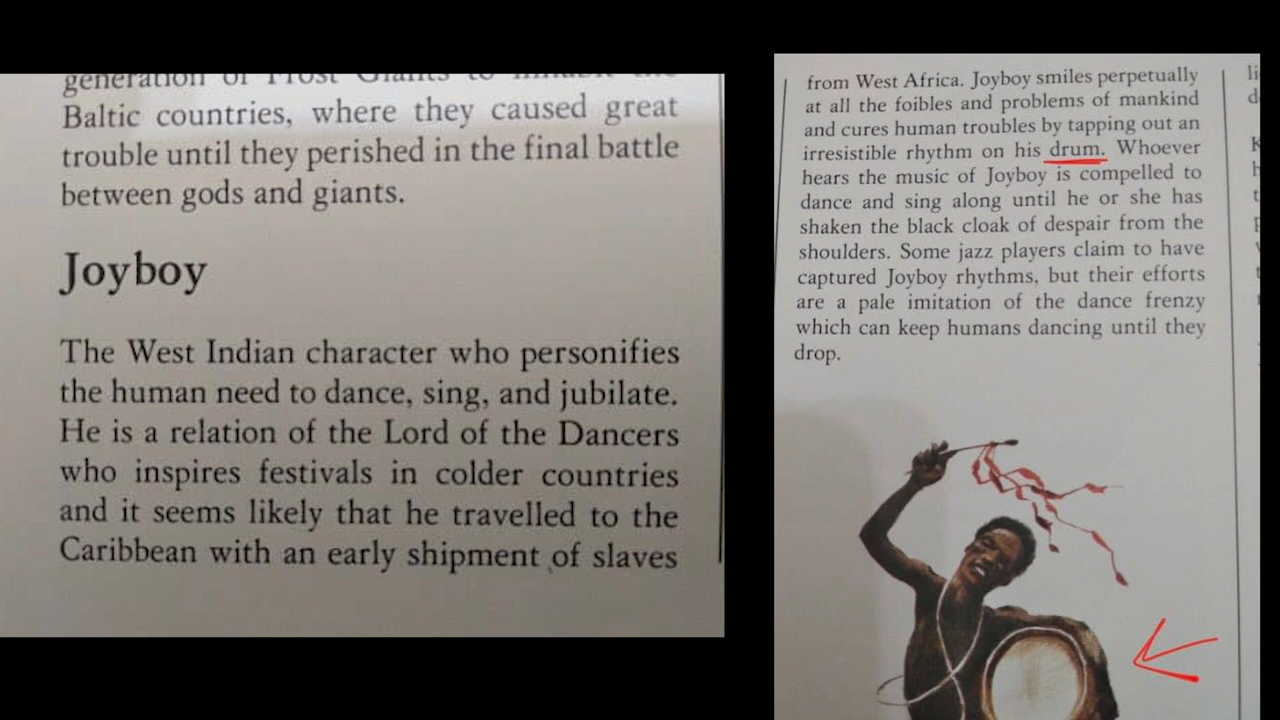 generation of Frost Giants to inhabit the
Baltic countries, where they caused great
trouble until they perished in the final battle
between gods and giants.
Joyboy
The West Indian character who personifies
the human need to dance, sing, and jubilate.
He is a relation of the Lord of the Dancers
who inspires festivals in colder countries
and it seems likely that he travelled to the
Caribbean with an early shipment of slaves
from West Africa. Joyboy smiles perpetually
at all the foibles and problems of mankind
and cures human troubles by tapping out an
irresistible rhythm on his drum. Whoever
hears the music of Joyboy is compelled to
dance and sing along until he or she has
shaken the black cloak of despair from the
shoulders. Some jazz players claim to have
captured Joyboy rhythms, but their efforts
are a pale imitation of the dance frenzy
which can keep humans dancing until they
drop.